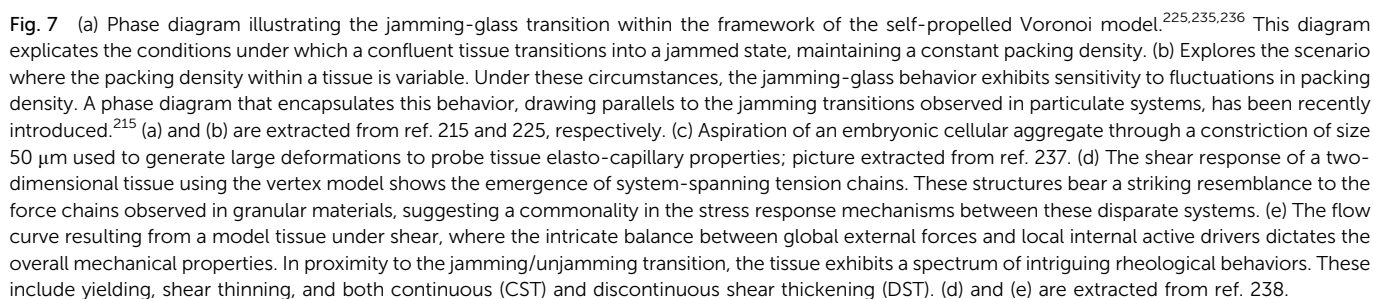 Fig. 7 (a) Phase diagram illustrating the jamming-glass transition within the framework of the self-propelled Voronoi model.225,235,236 This diagram
explicates the conditions under which a confluent tissue transitions into a jammed state, maintaining a constant packing density. (b) Explores the scenario
where the packing density within a tissue is variable. Under these circumstances, the jamming-glass behavior exhibits sensitivity to fluctuations in packing
density. A phase diagram that encapsulates this behavior, drawing parallels to the jamming transitions observed in particulate systems, has been recently
introduced.215 (a) and (b) are extracted from ref. 215 and 225, respectively. (c) Aspiration of an embryonic cellular aggregate through a constriction of size
50 μm used to generate large deformations to probe tissue elasto-capillary properties; picture extracted from ref. 237. (d) The shear response of a two-
dimensional tissue using the vertex model shows the emergence of system-spanning tension chains. These structures bear a striking resemblance to the
force chains observed in granular materials, suggesting a commonality in the stress response mechanisms between these disparate systems. (e) The flow
curve resulting from a model tissue under shear, where the intricate balance between global external forces and local internal active drivers dictates the
overall mechanical properties. In proximity to the jamming/unjamming transition, the tissue exhibits a spectrum of intriguing rheological behaviors. These
include yielding, shear thinning, and both continuous (CST) and discontinuous shear thickening (DST). (d) and (e) are extracted from ref. 238.